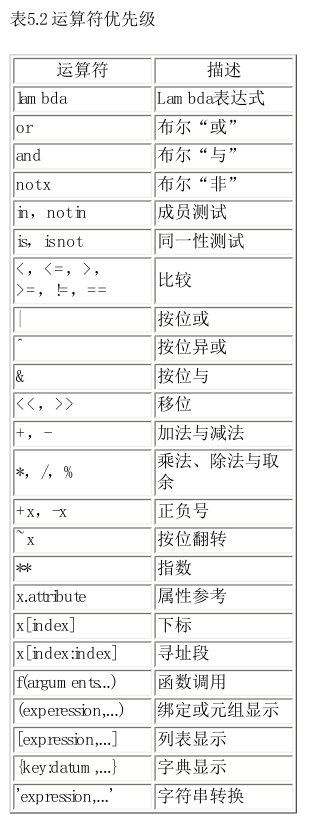 表5.2 运算符优先级
运算符 描述
lambda Lambda表达式
or 布尔“或”
and 布尔“与”
notx 布尔“非”
in，notin 成员测试
is，isnot 同一性测试
<，<=，>，
>=，!=，== 比较
| 按位或
^ 按位异或
& 按位与
<<，>> 移位
+，- 加法与减法
*，/，% 乘法、除法与取
余
+x，-x 正负号
~x 按位翻转
** 指数
x.attribute 属性参考
x[index] 下标
x[index:index] 寻址段
f(arguments...) 函数调用
(experession,...) 绑定或元组显示
[expression,...] 列表显示
{key:datum,...} 字典显示
'expression,...' 字符串转换